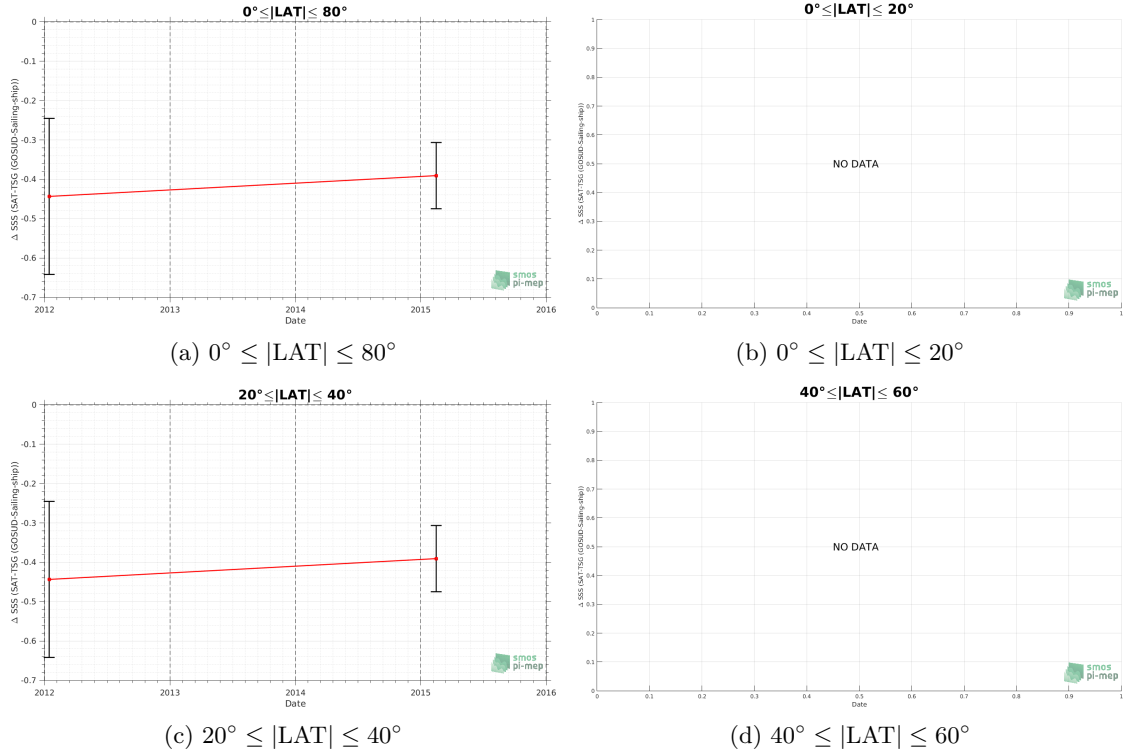 0°≤|LAT|≤ 80°
0
-0.1
-0.2
-0.3
-0.4
-0.5
-0.6
-0.7
Δ SSS (SAT-TSG (GOSUD-Sailing-ship))
2012
2013
2014
2015
2016
Date
smos
pi-mep
(a) 0° ≤ |LAT| ≤ 80°
0°≤|LAT|≤ 20°
1
0.9
0.8
0.7
0.6
0.5
0.4
0.3
0.2
0.1
0
Δ SSS (SAT-TSG (GOSUD-Sailing-ship))
NO DATA
0
0.1
0.2
0.3
0.4
0.5
0.6
0.7
0.8
0.9
1
Date
smos
pi-mep
(b) 0° ≤ |LAT| ≤ 20°
20°≤|LAT|≤ 40°
0
-0.1
-0.2
-0.3
-0.4
-0.5
-0.6
-0.7
Δ SSS (SAT-TSG (GOSUD-Sailing-ship))
2012
2013
2014
2015
2016
Date
smos
pi-mep
(c) 20° ≤ |LAT| ≤ 40°
40°≤|LAT|≤ 60°
1
0.9
0.8
0.7
0.6
0.5
0.4
0.3
0.2
0.1
0
Δ SSS (SAT-TSG (GOSUD-Sailing-ship))
NO DATA
0
0.1
0.2
0.3
0.4
0.5
0.6
0.7
0.8
0.9
1
Date
smos
pi-mep
(d) 40° ≤ |LAT| ≤ 60°